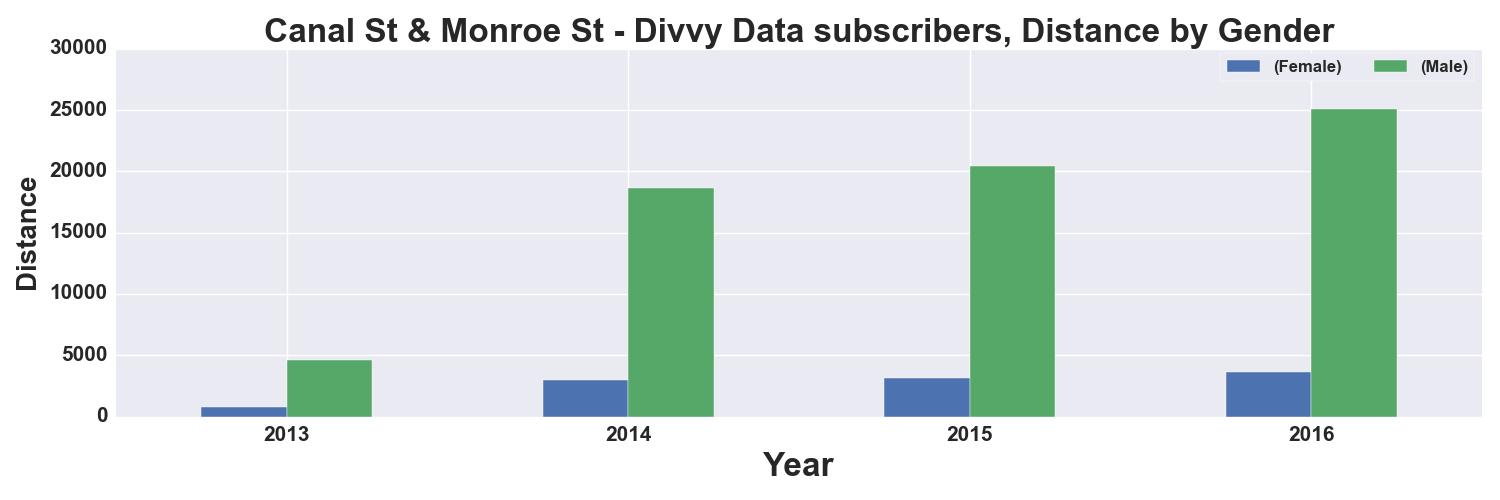 Canal St & Monroe St - Divvy Data subscribers, Distance by Gender
(Female) (Male)
Distance
30000
25000
20000
15000
10000
5000
0
2013 2014 2015 2016
Year